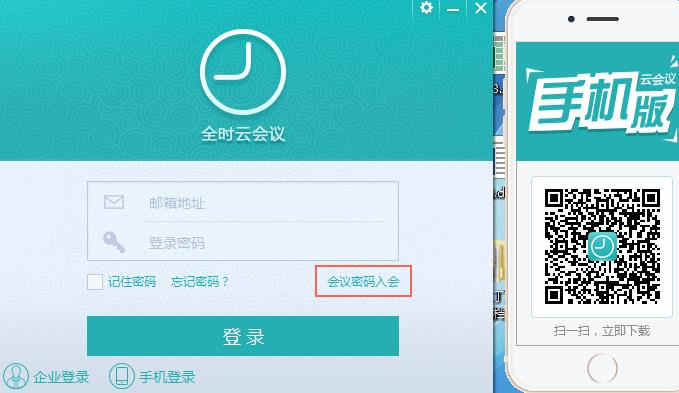 全时云会议
邮箱地址
登录密码
记住密码 忘记密码？
会议密码入会
登录
企业登录
手机登录
云会议
手机版
扫一扫，立即下载